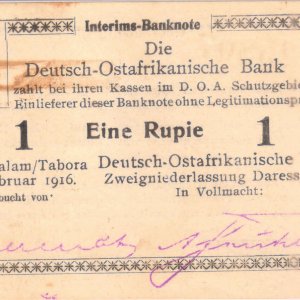 Interims-Banknote
Die
Deutsch-Ostafrikanische Bank
zahlt bei ihren Kassen im D. O. A. Schutzgebie
Einlieferer dieser Banknote ohne Legitimationsp
1 Eine Rupie 1
alam/Tabora Deutsch-Ostafrikanische
bruar 1916. Zweigniederlassung Daress
bucht von: In Vollmacht: